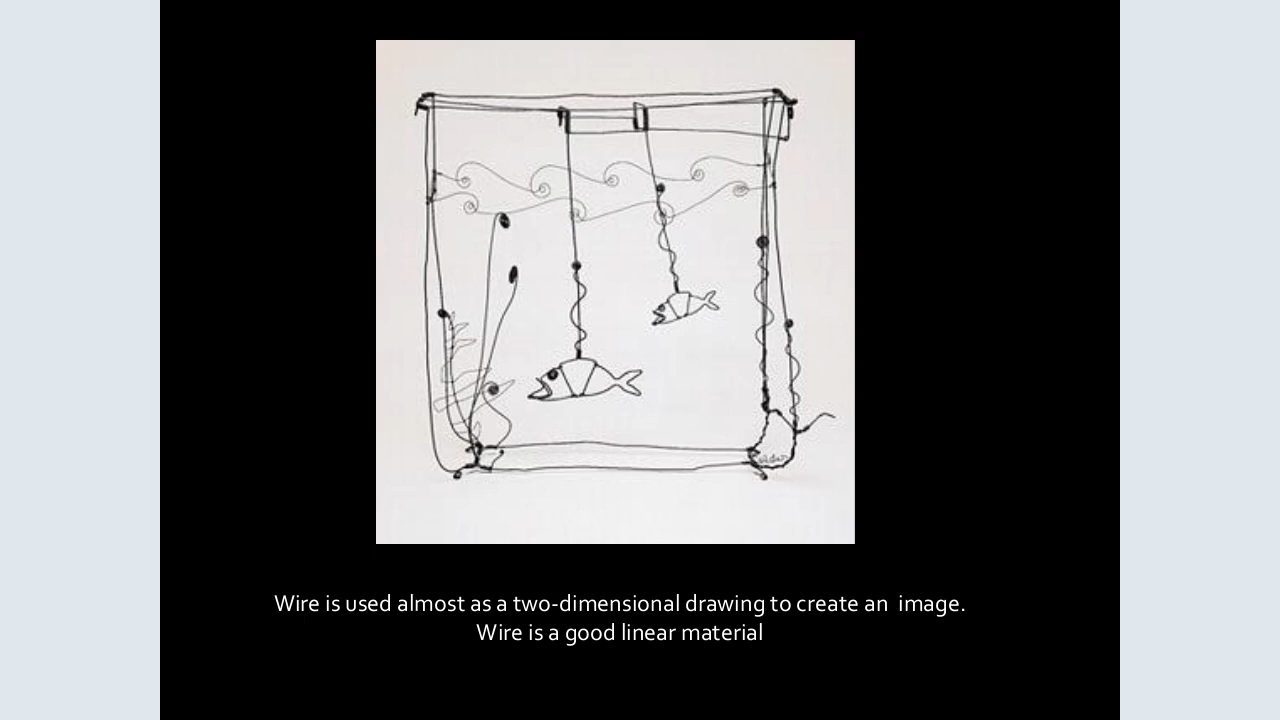 Wire is used almost as a two-dimensional drawing to create an  image.
Wire is a good linear material